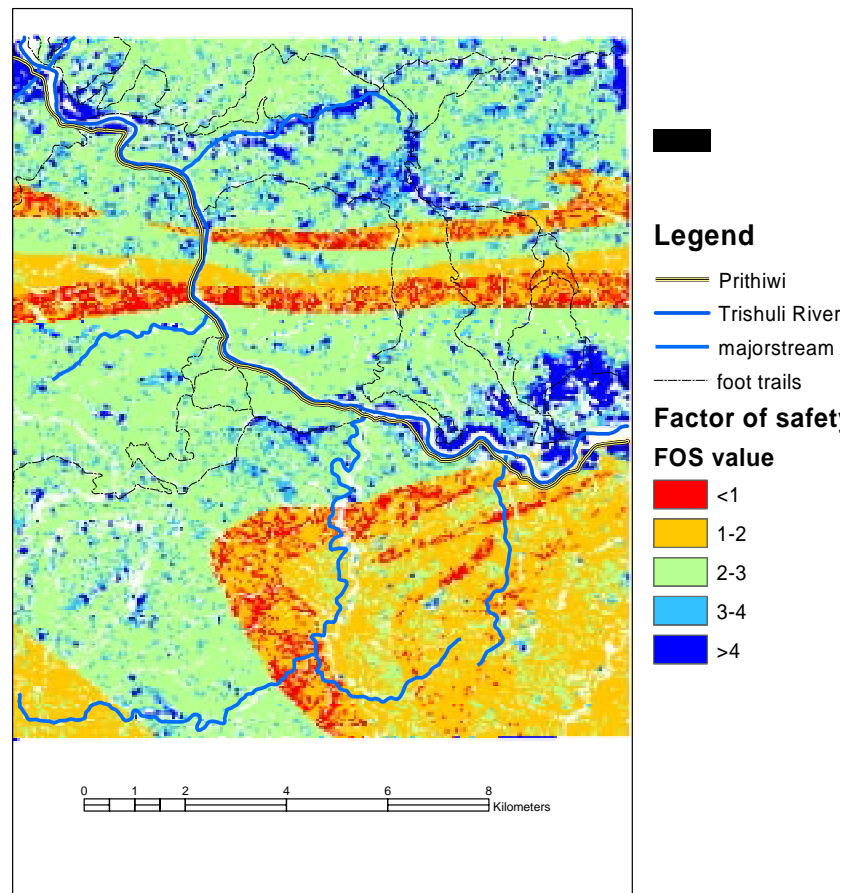 Legend
Prithiwi
Trishuli River
majorstream
foot trails
Factor of safety
FOS value
<1
1-2
2-3
3-4
>4
0 1 2 4 6 8
Kilometers